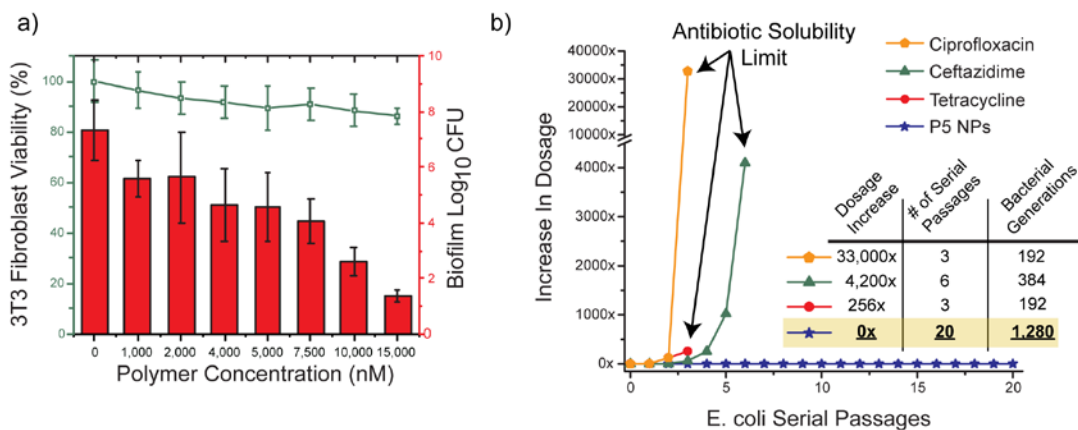 a)
3T3 Fibroblast Viability (%)
100
80
60
40
20
0
10
8
6
4
2
0
Biofilm Log10CFU
0 1,000 2,000 4,000 5,000 7,500 10,000 15,000
Polymer Concentration (nM)
b)
Increase In Dosage
40000x
30000x
20000x
10000x
4000x
3000x
2000x
1000x
0x
Antibiotic Solubility
Limit
Ciprofloxacin
Ceftazidime
Tetracycline
P5 NPs
Dosage Increase
# of Serial Passages
Bacterial Generations
33,000x 3 192
4,200x 6 384
256x 3 192
0x 20 1,280
0 5 10 15 20
E. coli Serial Passages